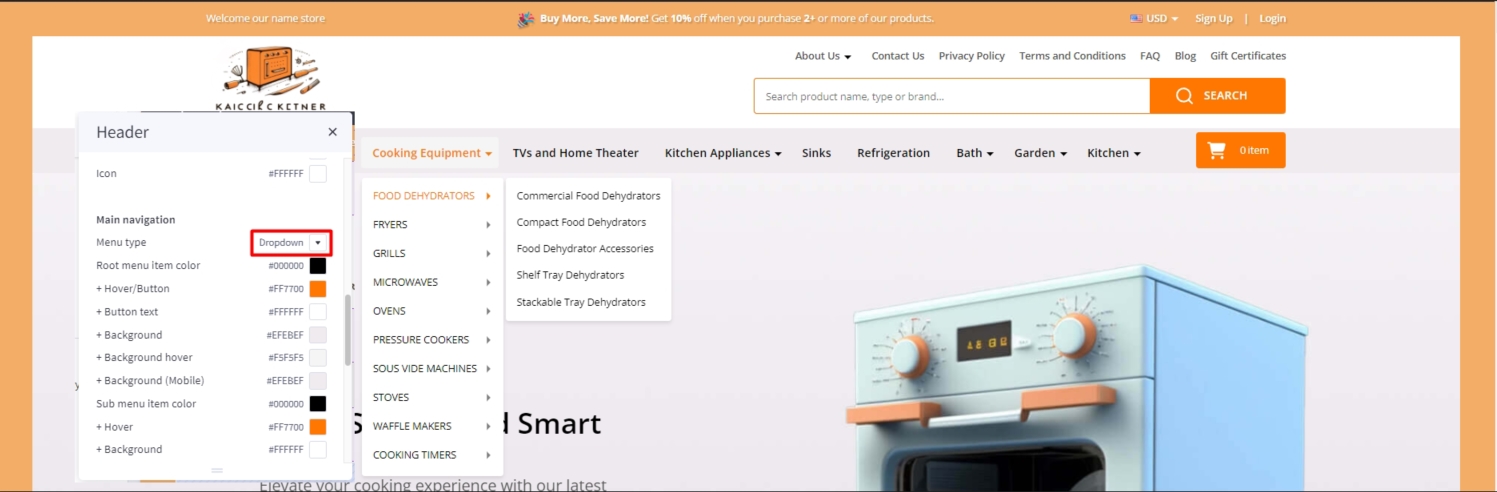 Welcome our name store
Buy More, Save More! Get 10% off when you purchase 2+ or more of our products.
USD
Sign Up | Login
About Us
Contact Us
Privacy Policy
Terms and Conditions
FAQ
Blog
Gift Certificates
Search product name, type or brand...
SEARCH
Cooking Equipment
TVs and Home Theater
Kitchen Appliances
Sinks
Refrigeration
Bath
Garden
Kitchen
0 item
Header
×
Icon #FFFFFF
Main navigation
Menu type Dropdown
Root menu item color #000000
+ Hover/Button #FF7700
+ Button text #FFFFFF
+ Background #EFEBEF
+ Background hover #F5F5F5
+ Background (Mobile) #EFEBEF
Sub menu item color #000000
+ Hover #FF7700
+ Background #FFFFFF
FOOD DEHYDRATORS
FRYERS
GRILLS
MICROWAVES
OVENS
PRESSURE COOKERS
SOUS VIDE MACHINES
STOVES
WAFFLE MAKERS
COOKING TIMERS
Commercial Food Dehydrators
Compact Food Dehydrators
Food Dehydrator Accessories
Shelf Tray Dehydrators
Stackable Tray Dehydrators
Smart
Elevate your cooking experience with our latest